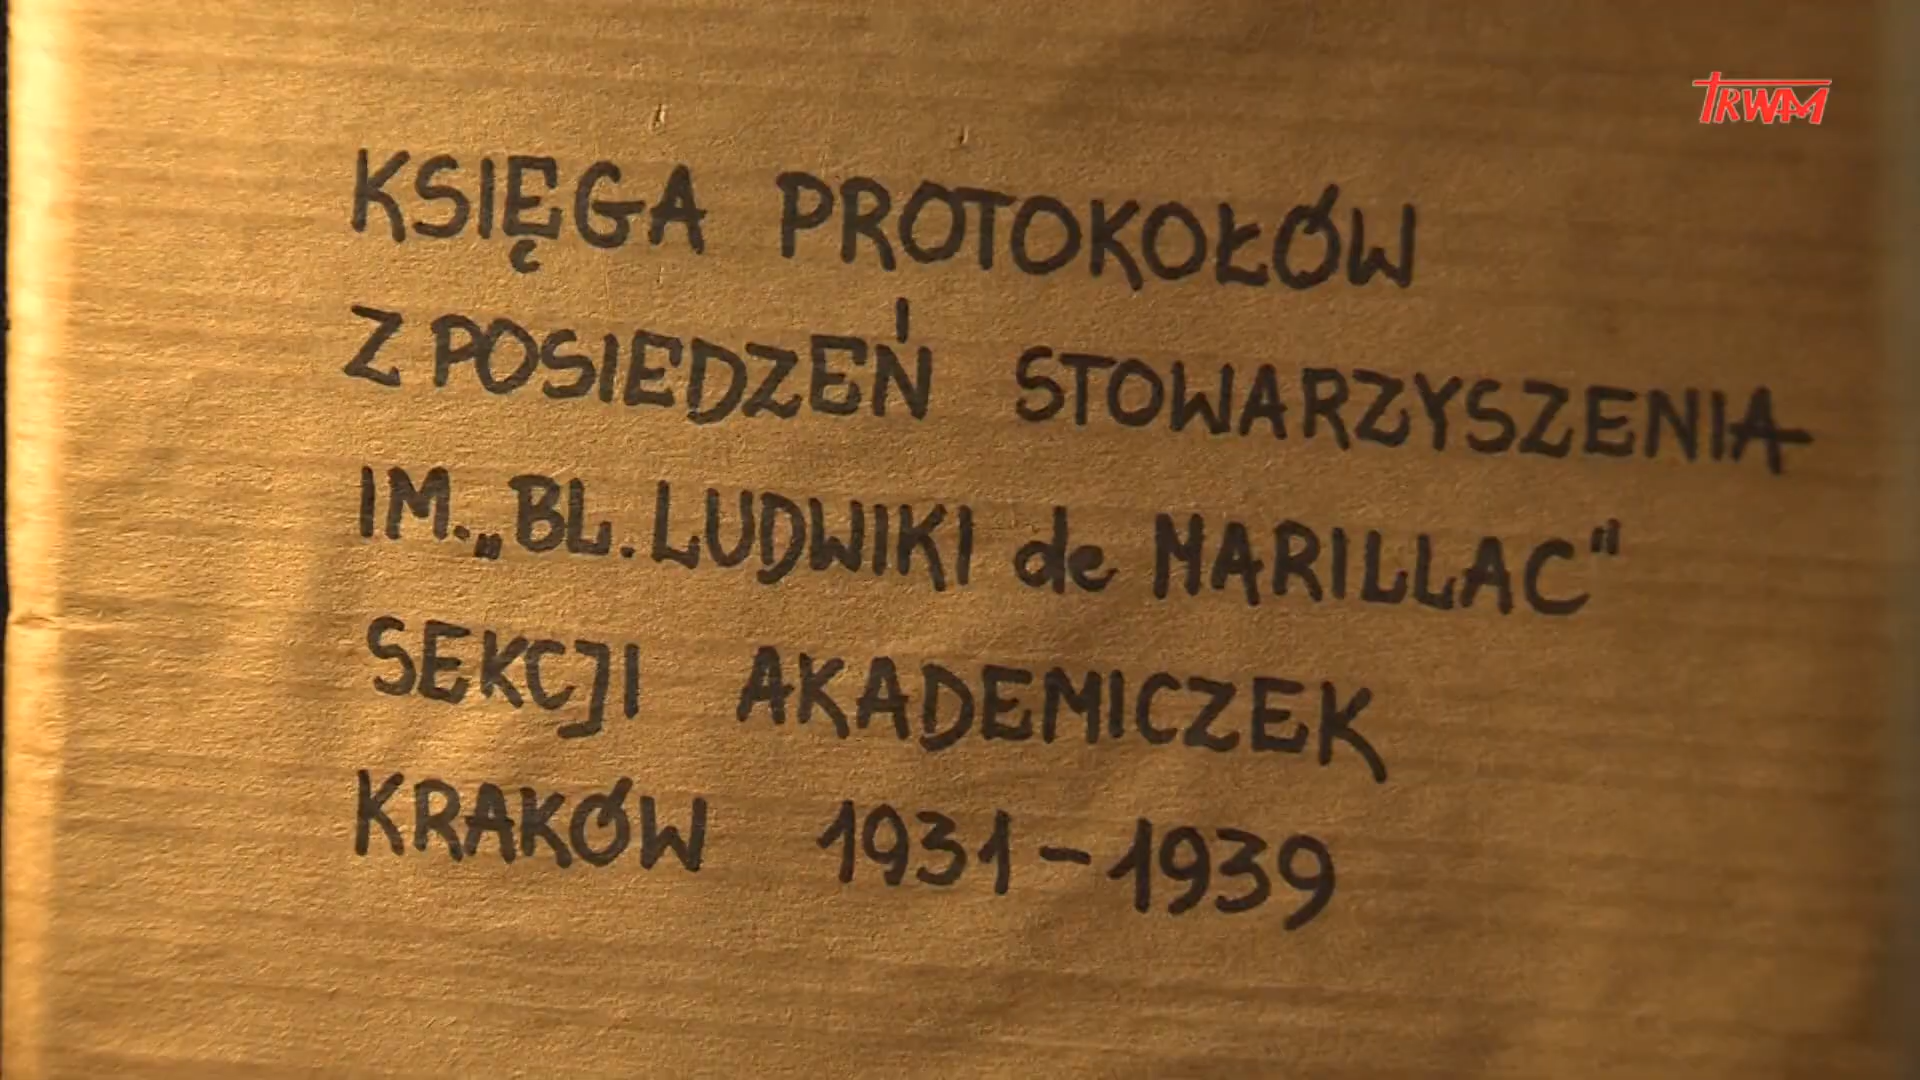 TRWAM
KSIĘGA PROTOKOŁÓW
Z POSIEDZEŃ STOWARZYSZENIA
IM. „BL. LUDWIKI de MARILLAC"
SEKCJI AKADEMICZEK
KRAKÓW 1931-1939